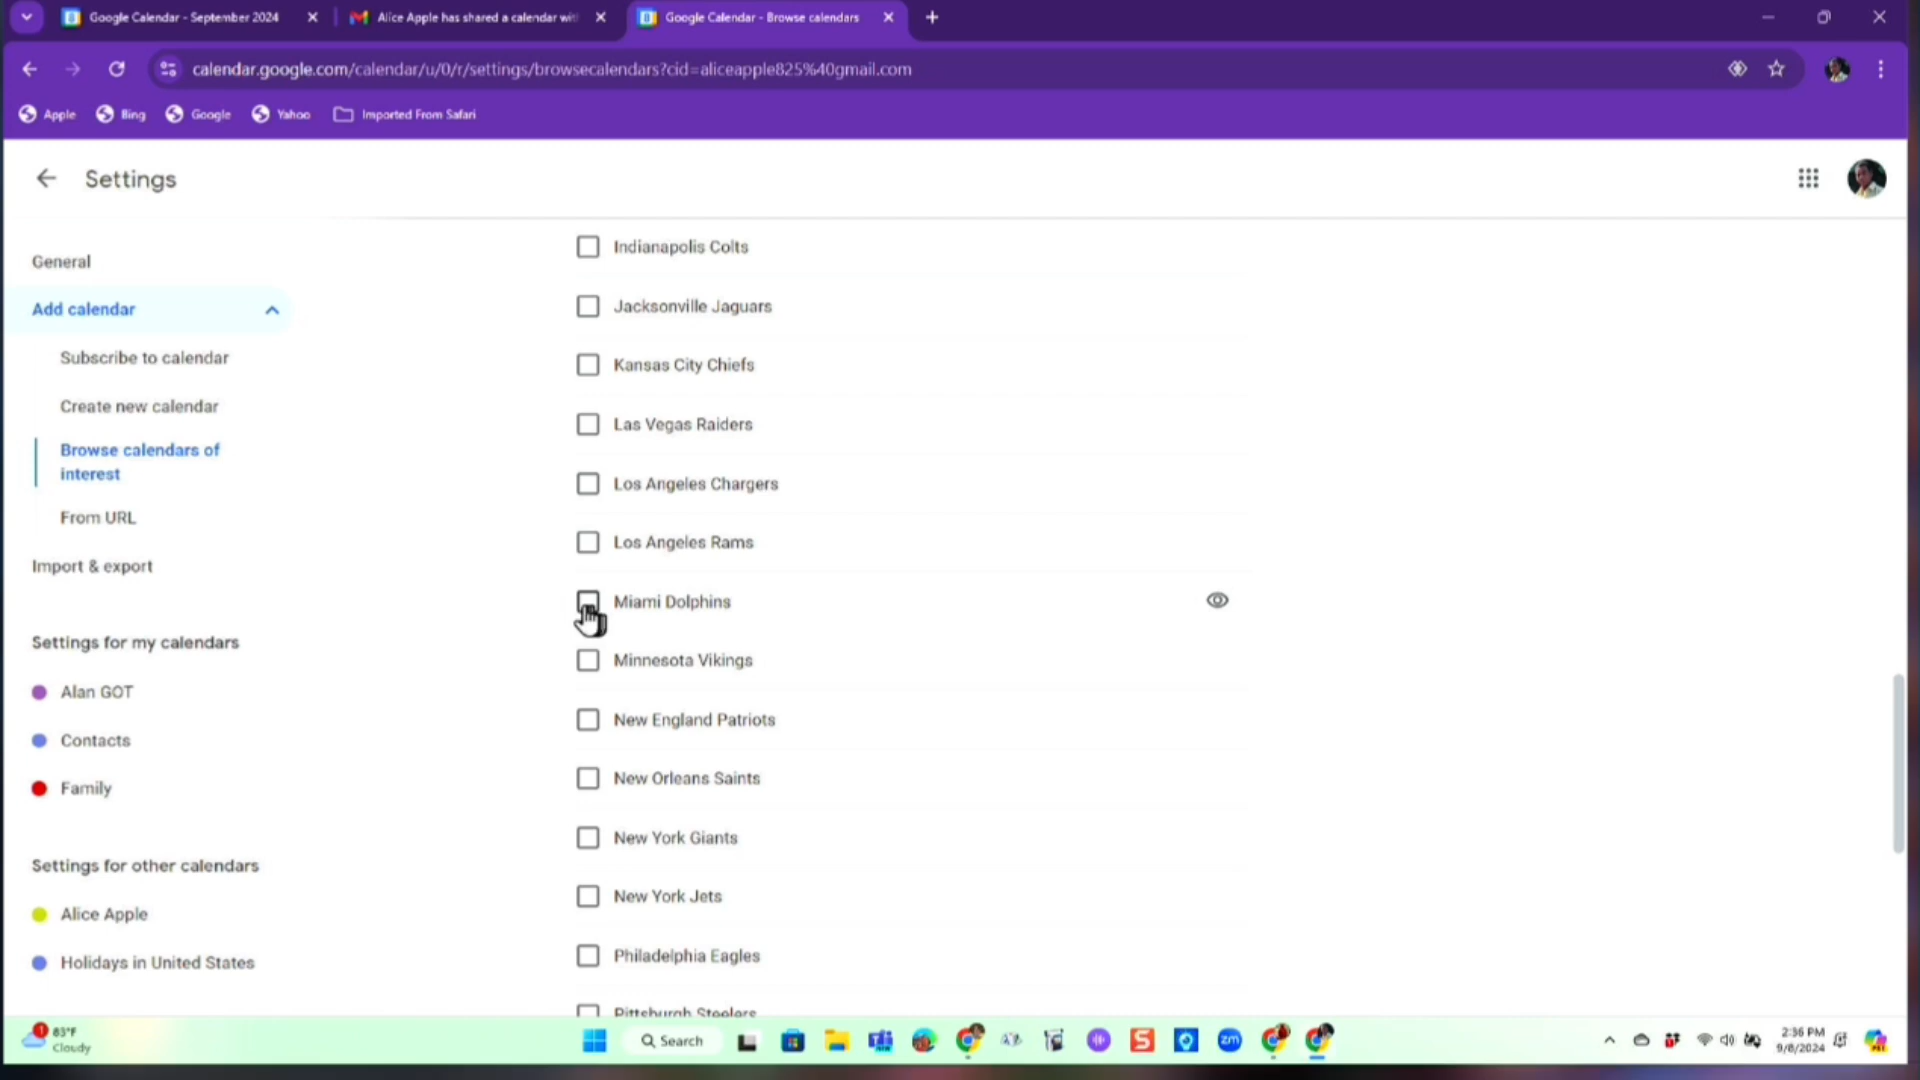 Google Calendar - September 2024
Alice Apple has shared a calendar wit
Google Calendar - Browse calendars
calendar.google.com/calendar/u/0/r/settings/browsecalendars?cid=aliceapple825%40gmail.com
Apple
Bing
Google
Yahoo
Imported From Safari
Settings
General
Add calendar
Subscribe to calendar
Create new calendar
Browse calendars of
interest
From URL
Import & export
Settings for my calendars
Alan GOT
Contacts
Family
Settings for other calendars
Alice Apple
Holidays in United States
Indianapolis Colts
Jacksonville Jaguars
Kansas City Chiefs
Las Vegas Raiders
Los Angeles Chargers
Los Angeles Rams
Miami Dolphins
Minnesota Vikings
New England Patriots
New Orleans Saints
New York Giants
New York Jets
Philadelphia Eagles
Pittsburgh Steelers
1
83°F
Cloudy
Search
zm
2:36 PM
9/8/2024